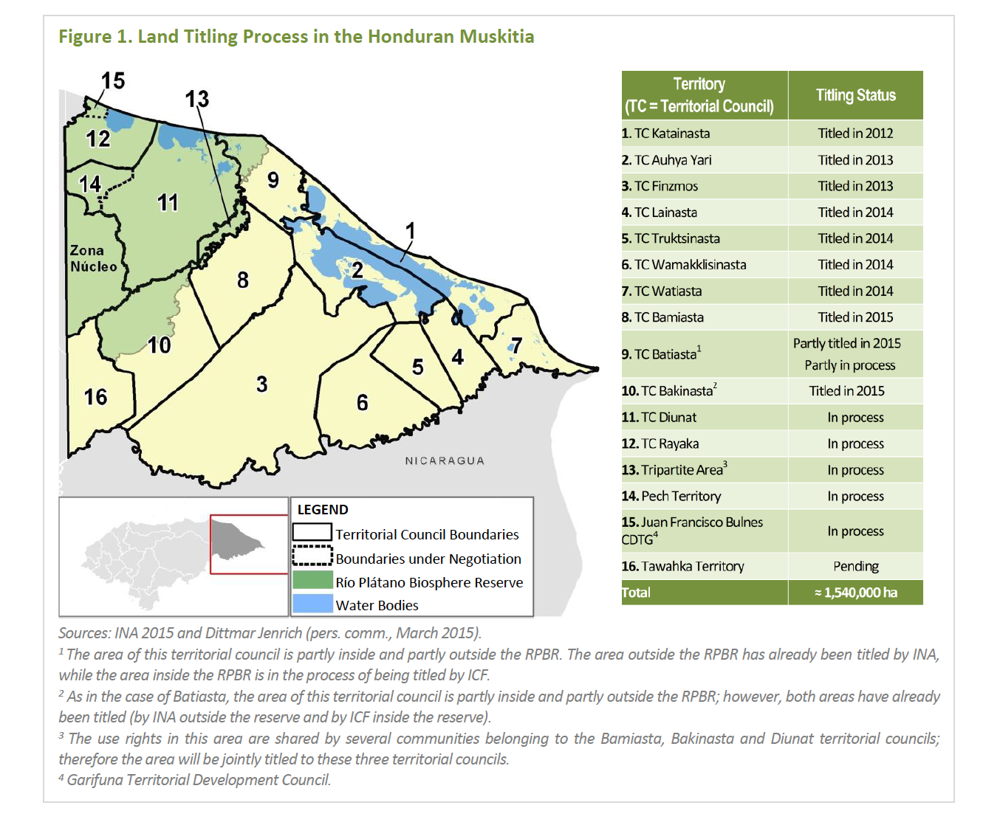 Figure 1. Land Titling Process in the Honduran Muskitia
15
13
12
14
11
9
Zona
Núcleo
1
2
8
10
7
4
5
3
16
6
NICARAGUA
LEGEND
Territorial Council Boundaries
Boundaries under Negotiation
Río Plátano Biosphere Reserve
Water Bodies
Territory
(TC = Territorial Council)
Titling Status
1. TC Katainasta Titled in 2012
2. TC Auhya Yari Titled in 2013
3. TC Finzmos Titled in 2013
4. TC Lainasta Titled in 2014
5. TC Truktsinasta Titled in 2014
6. TC Wamakklisinasta Titled in 2014
7. TC Watiasta Titled in 2014
8. TC Bamiasta Titled in 2015
9. TC Batiasta¹ Partly titled in 2015
Partly in process
10. TC Bakinasta² Titled in 2015
11. TC Diunat In process
12. TC Rayaka In process
13. Tripartite Area³ In process
14. Pech Territory In process
15. Juan Francisco Bulnes
CDTG⁴ In process
16. Tawahka Territory Pending
Total ≈ 1,540,000 ha
Sources: INA 2015 and Dittmar Jenrich (pers. comm., March 2015).
¹ The area of this territorial council is partly inside and partly outside the RPBR. The area outside the RPBR has already been titled by INA,
while the area inside the RPBR is in the process of being titled by ICF.
² As in the case of Batiasta, the area of this territorial council is partly inside and partly outside the RPBR; however, both areas have already
been titled (by INA outside the reserve and by ICF inside the reserve).
³ The use rights in this area are shared by several communities belonging to the Bamiasta, Bakinasta and Diunat territorial councils;
therefore the area will be jointly titled to these three territorial councils.
⁴ Garifuna Territorial Development Council.